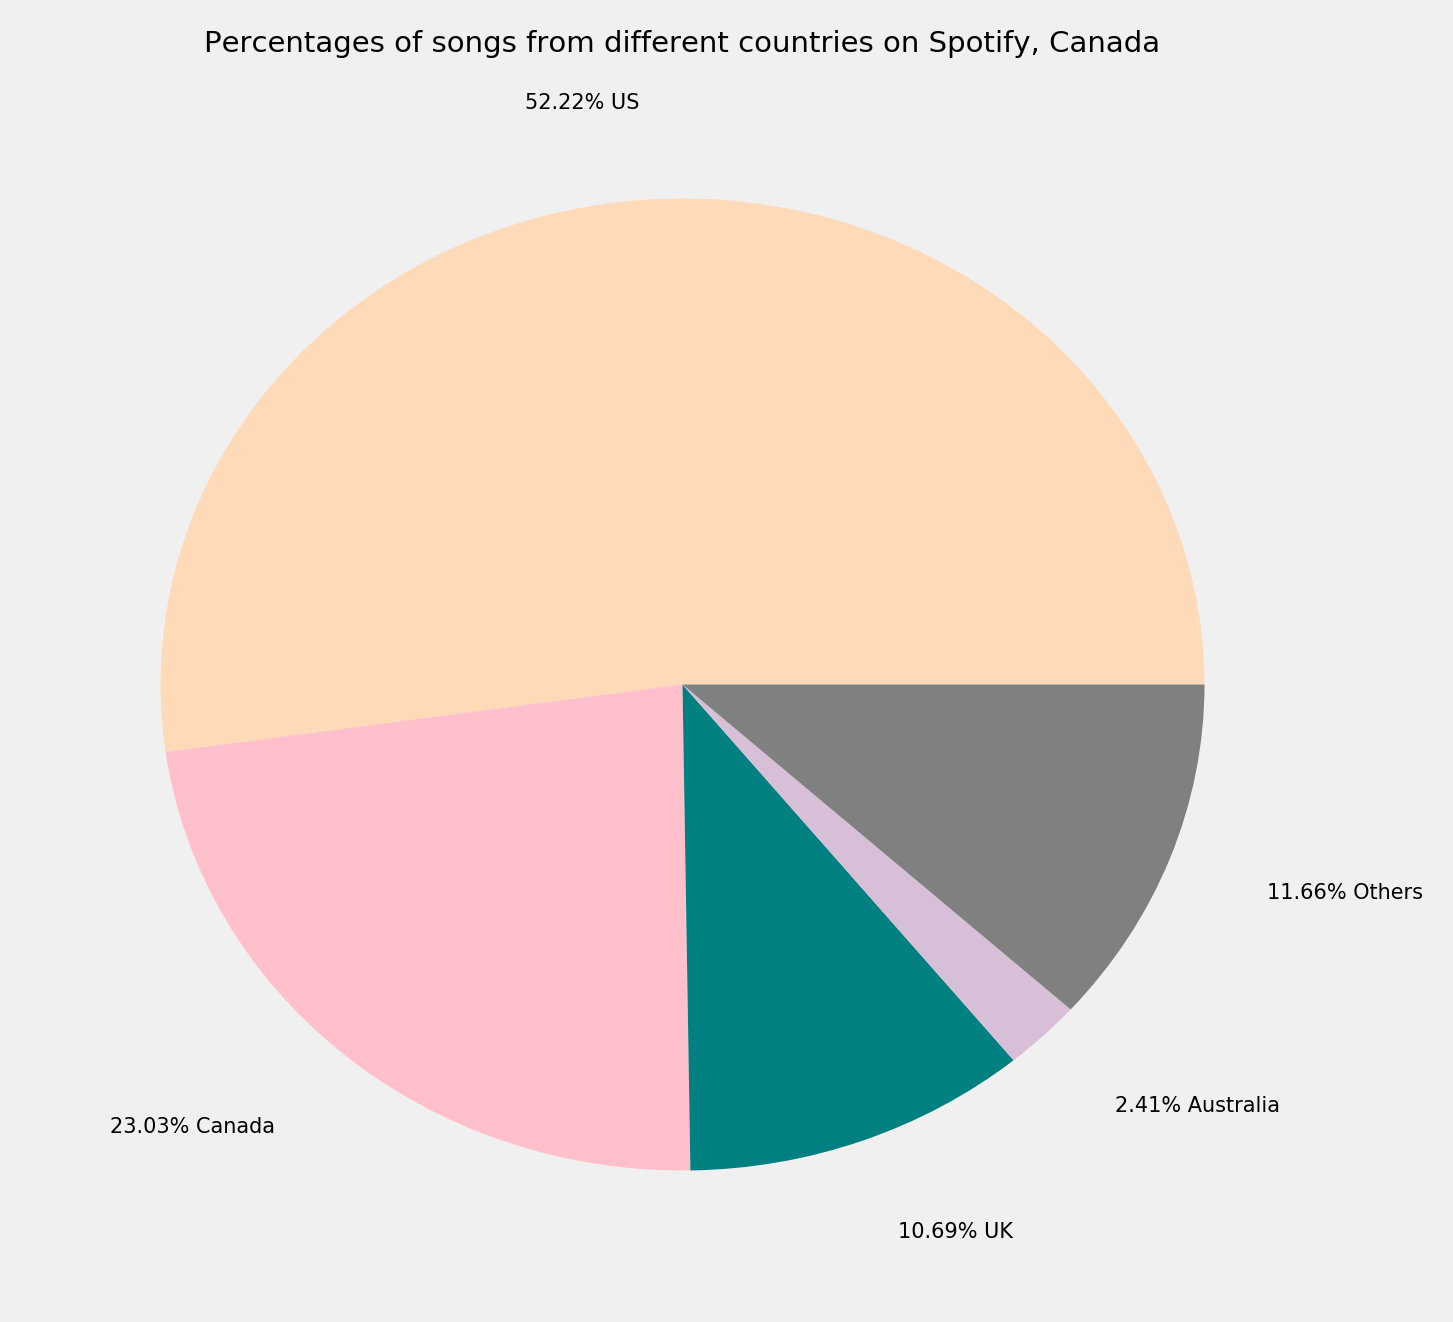 Percentages of songs from different countries on Spotify, Canada
52.22% US
11.66% Others
2.41% Australia
23.03% Canada
10.69% UK